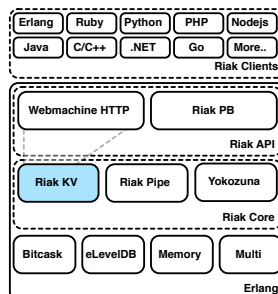 Erlang Ruby Python PHP Nodejs
Java C/C++ .NET Go More..
Riak Clients
Webmachine HTTP Riak PB
Riak API
Riak KV Riak Pipe Yokozuna
Riak Core
Bitcask eLevelDB Memory Multi
Erlang